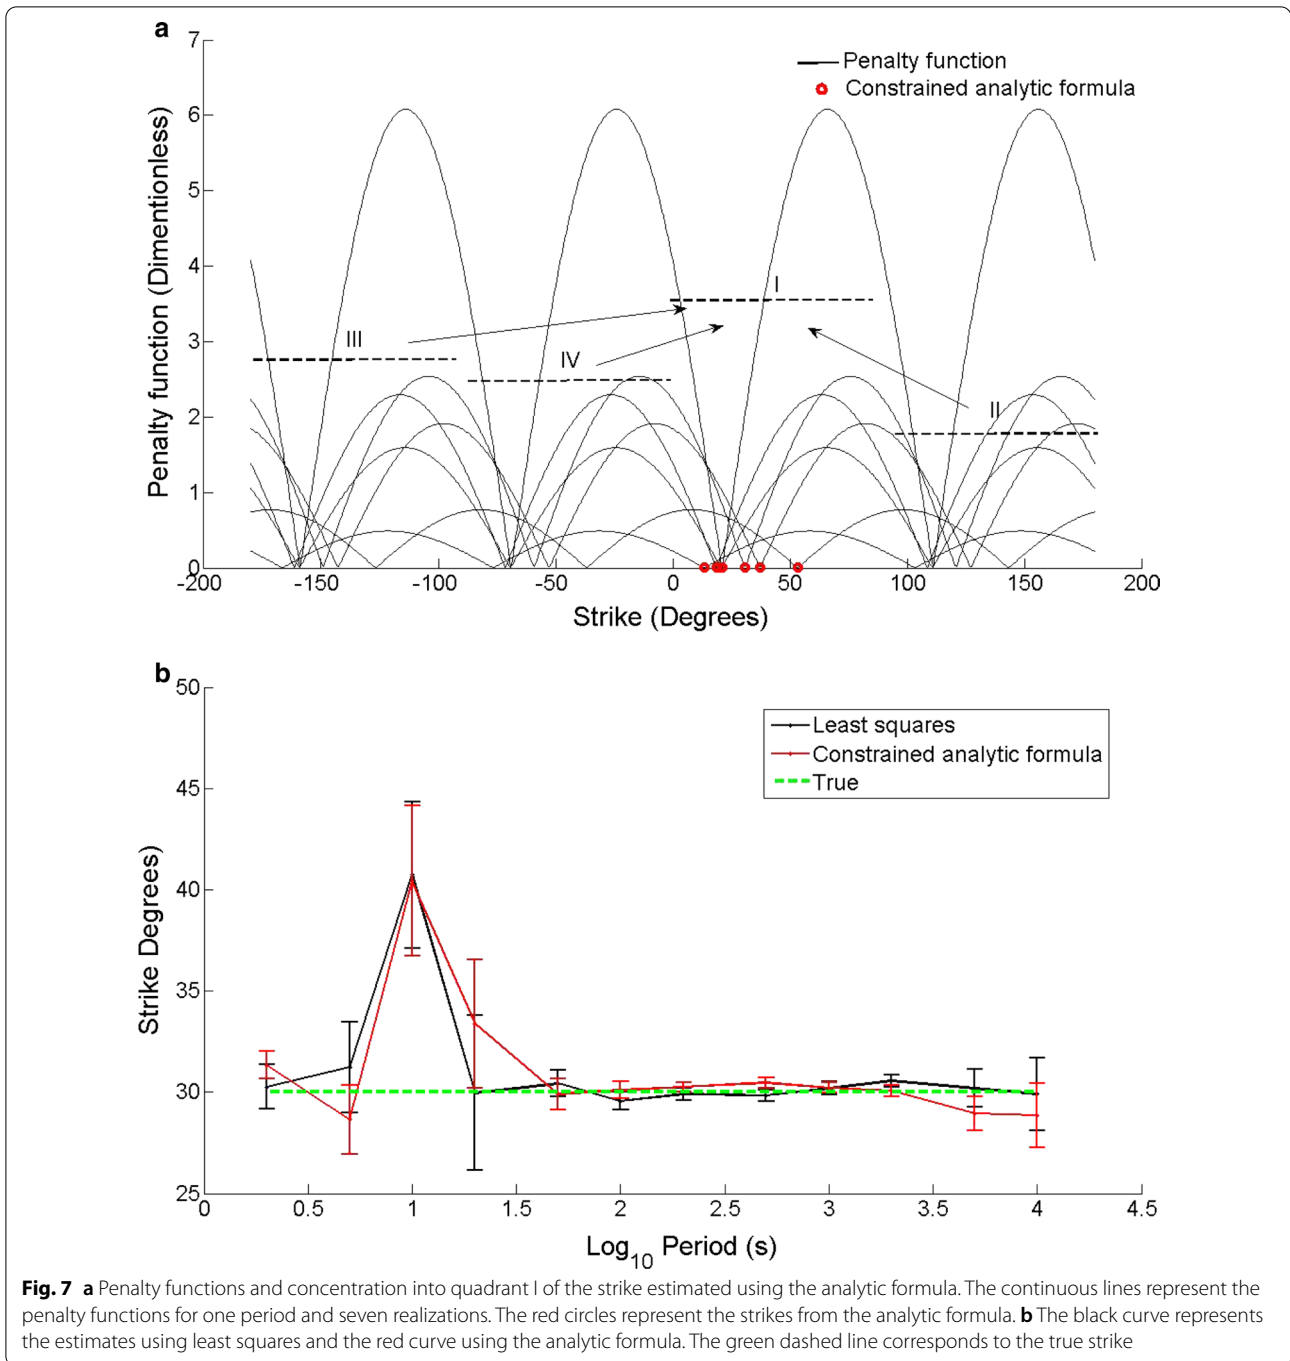 a
7
6
5
4
3
2
1
0
Penalty function (Dimentionless)
Penalty function
Constrained analytic formula
I
III
IV
II
-200
-150
-100
-50
0
50
100
150
200
Strike (Degrees)
b
50
45
40
35
30
25
Strike Degrees
Least squares
Constrained analytic formula
True
0
0.5
1
1.5
2
2.5
3
3.5
4
4.5
Log10 Period (s)
Fig. 7 a Penalty functions and concentration into quadrant I of the strike estimated using the analytic formula. The continuous lines represent the
penalty functions for one period and seven realizations. The red circles represent the strikes from the analytic formula. b The black curve represents
the estimates using least squares and the red curve using the analytic formula. The green dashed line corresponds to the true strike